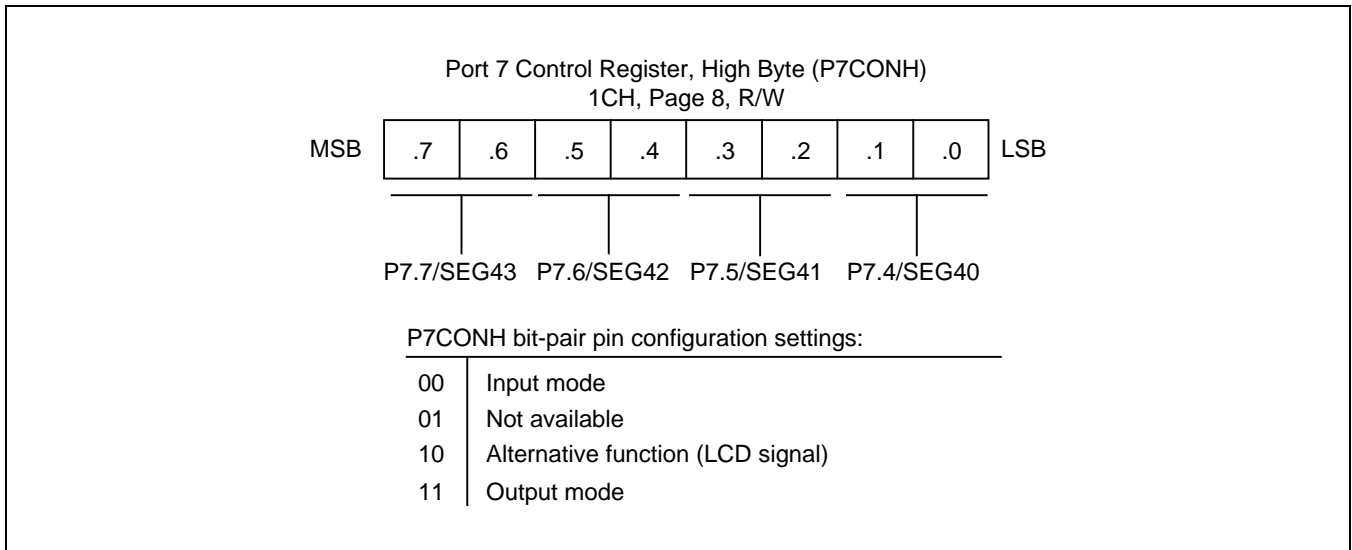 Port 7 Control Register, High Byte (P7CONH)
1CH, Page 8, R/W
MSB .7 .6 .5 .4 .3 .2 .1 .0 LSB
P7.7/SEG43 P7.6/SEG42 P7.5/SEG41 P7.4/SEG40
P7CONH bit-pair pin configuration settings:
00 Input mode
01 Not available
10 Alternative function (LCD signal)
11 Output mode